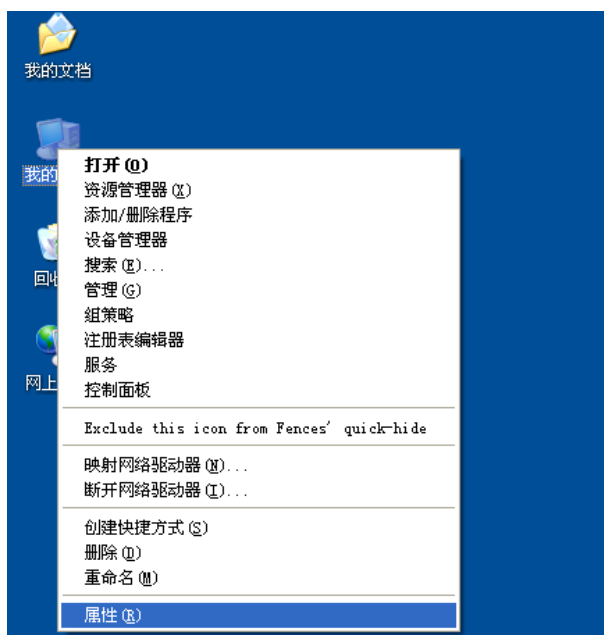 我的文档
我的
打开(O)
资源管理器(X)
添加/删除程序
设备管理器
搜索(E)...
管理(G)
组策略
注册表编辑器
服务
控制面板
回收
网上
Exclude this icon from Fences' quick-hide
映射网络驱动器(N)...
断开网络驱动器(I)...
创建快捷方式(S)
删除(D)
重命名(M)
属性(R)